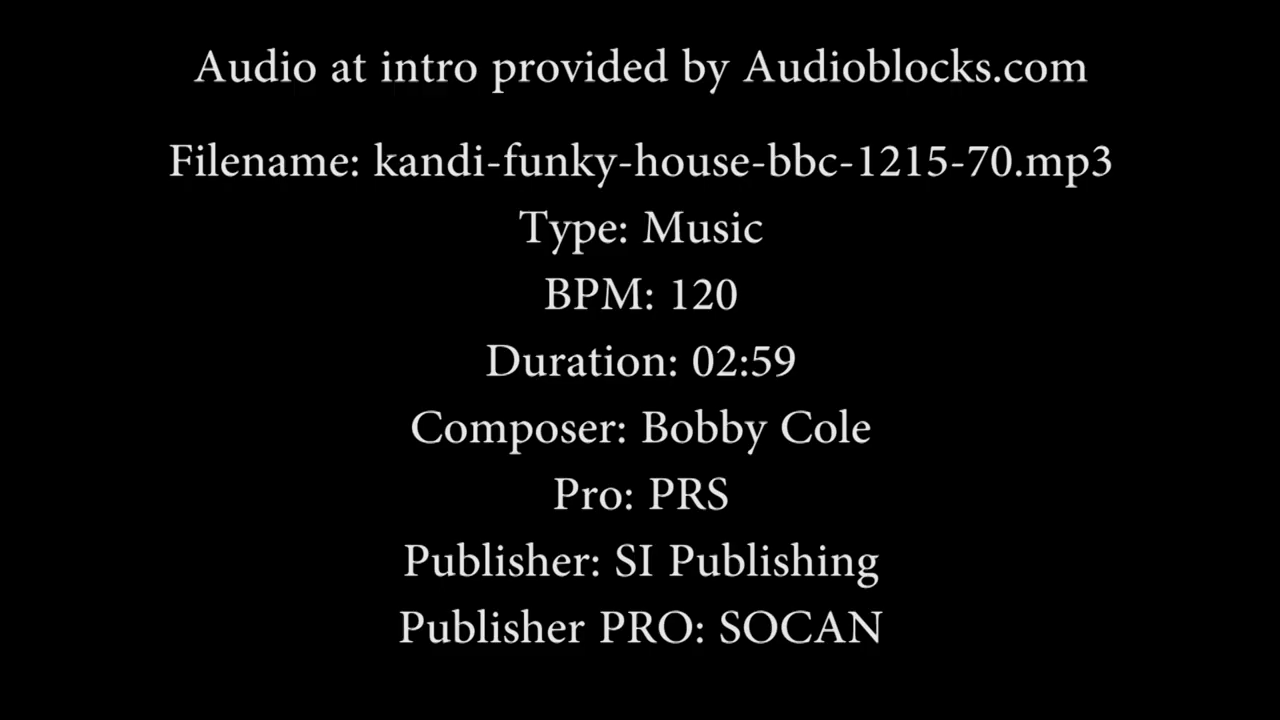 Audio at intro provided by Audioblocks.com
Filename: kandi-funky-house-bbc-1215-70.mp3
Type: Music
BPM: 120
Duration: 02:59
Composer: Bobby Cole
Pro: PRS
Publisher: SI Publishing
Publisher PRO: SOCAN